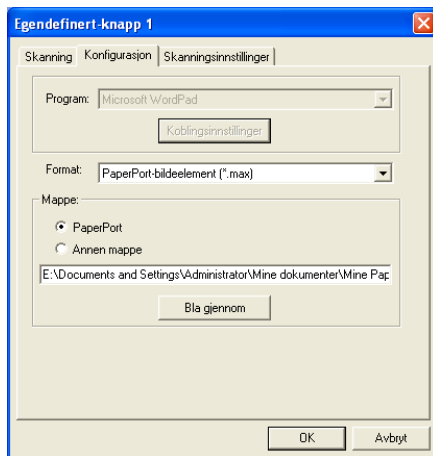 Egendefinert-knapp 1
Skanning Konfigurasjon Skanningsinnstillinger
Program: Microsoft WordPad
Koblingsinnstillinger
Format: PaperPort-bildeelement (*.max)
Mappe:
PaperPort
Annen mappe
E:\Documents and Settings\Administrator\Mine dokumenter\Mine Pap
Bla gjennom
OK Avbryt